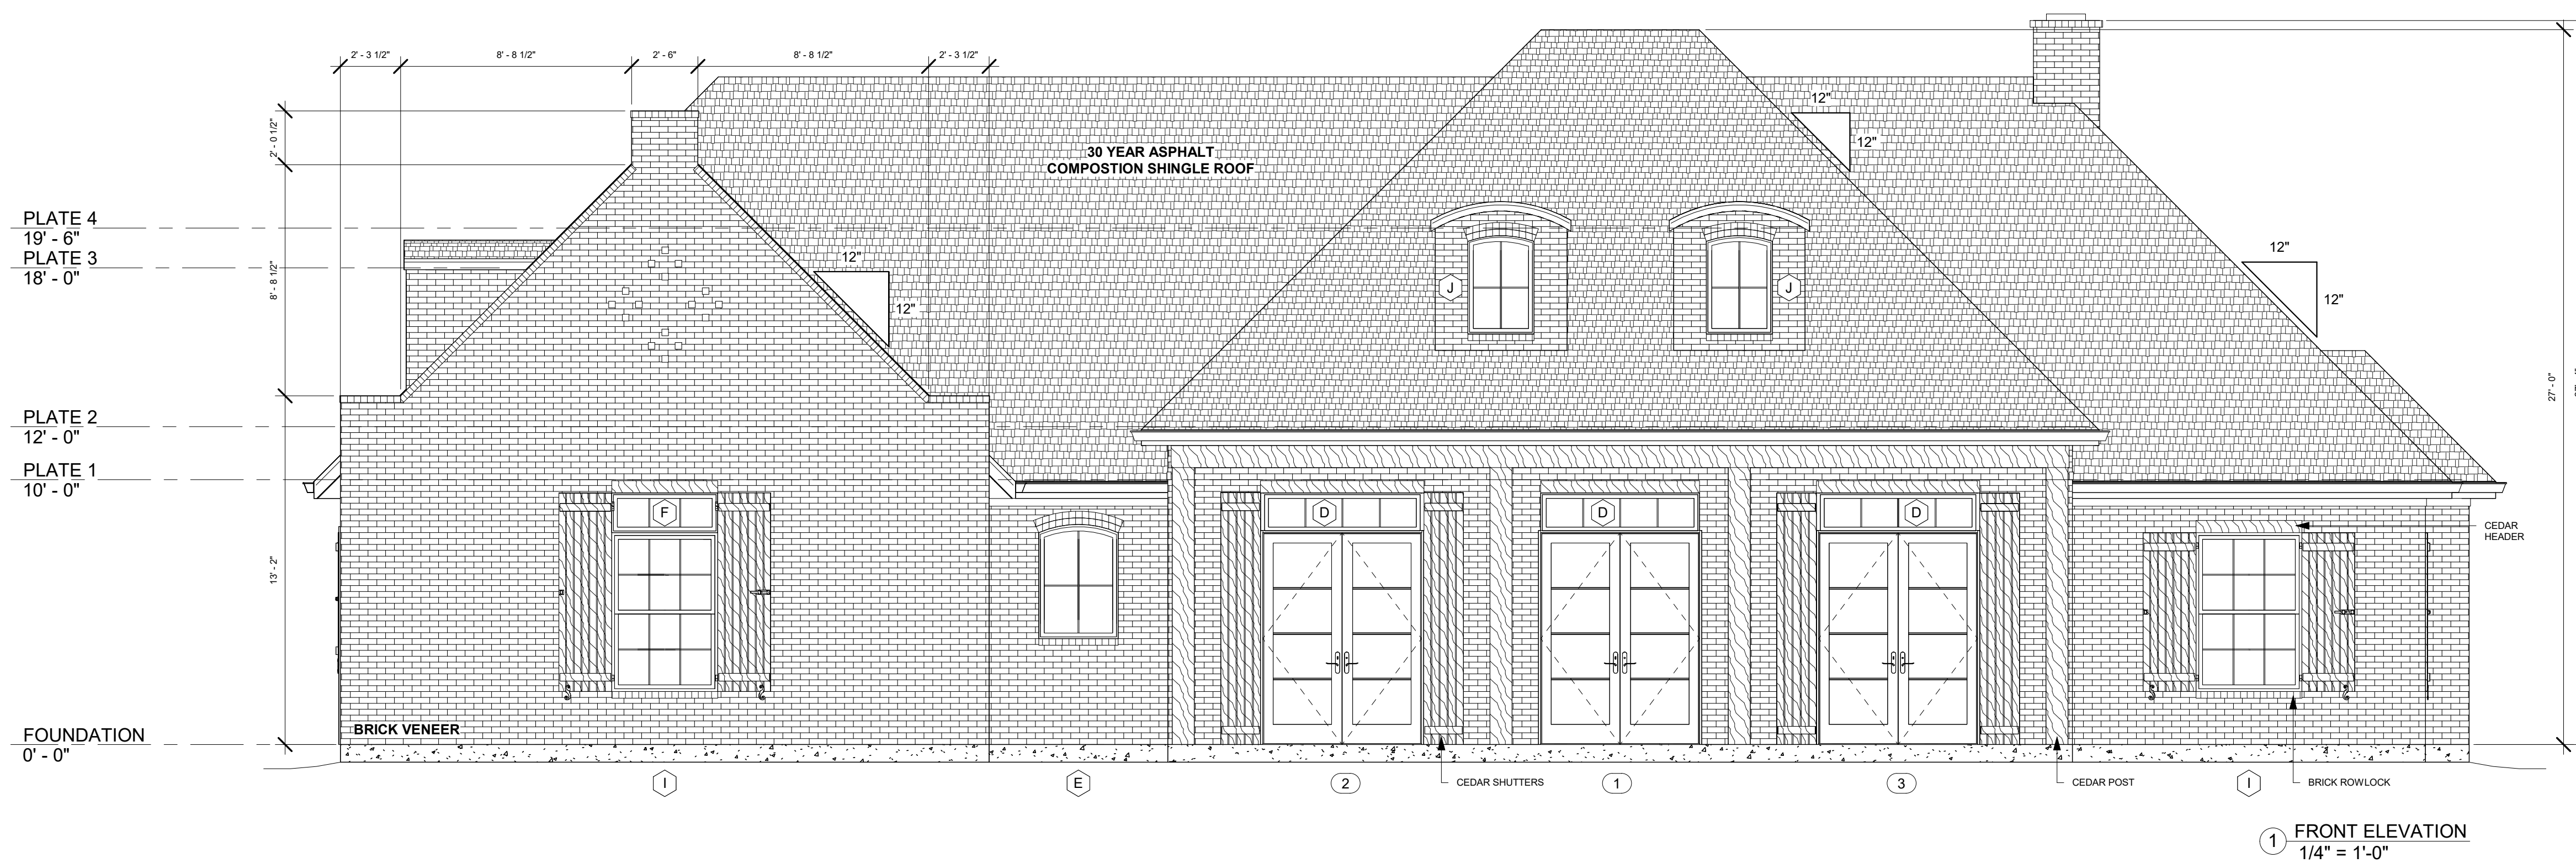 2' - 3 1/2"
8' - 8 1/2"
2' - 6"
8' - 8 1/2"
2' - 3 1/2"
2' - 0 1/2"
8' - 8 1/2"
13' - 2"
30 YEAR ASPHALT
COMPOSTION SHINGLE ROOF
12"
12"
12"
12"
12"
12"
PLATE 4
19' - 6"
PLATE 3
18' - 0"
PLATE 2
12' - 0"
PLATE 1
10' - 0"
FOUNDATION
0' - 0"
J
J
27' - 0"
F
D
D
D
CEDAR
HEADER
BRICK VENEER
I
E
2
CEDAR SHUTTERS
1
3
CEDAR POST
I
BRICK ROWLOCK
1
FRONT ELEVATION
1/4" = 1'-0"